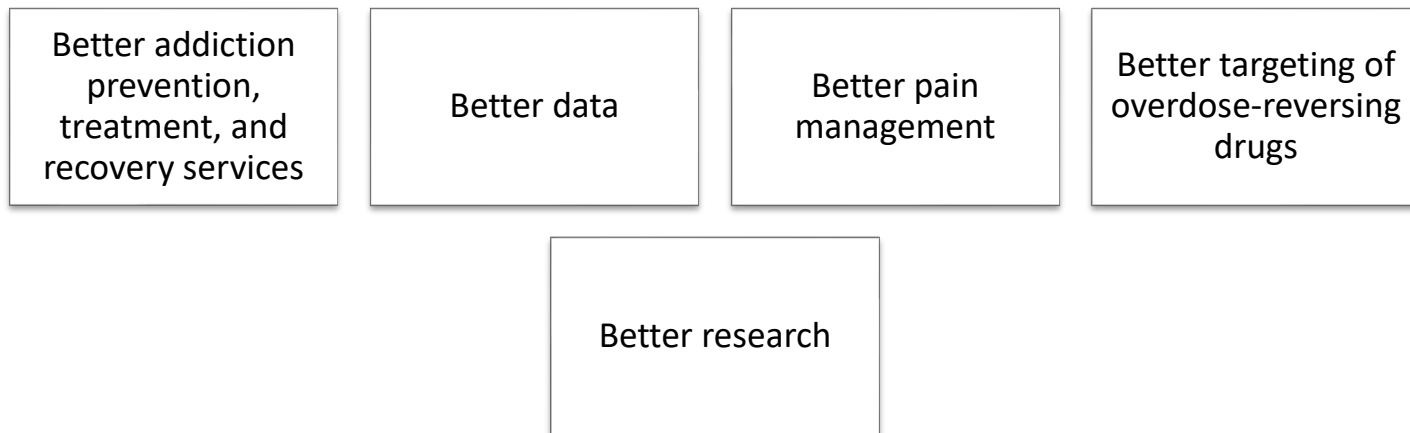 Better addiction
prevention,
treatment, and
recovery services
Better data
Better pain
management
Better targeting of
overdose-reversing
drugs
Better research